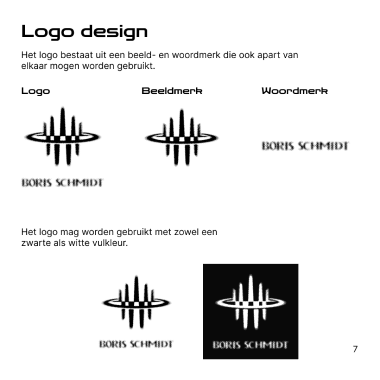 Logo design
Het logo bestaat uit een beeld- en woordmerk die ook apart van
elkaar mogen worden gebruikt.
Logo
Beeldmerk
Woordmerk
BORIS SCHMIDT
BORIS SCHMIDT
Het logo mag worden gebruikt met zowel een
zwarte als witte vulkleur.
BORIS SCHMIDT
BORIS SCHMIDT
7